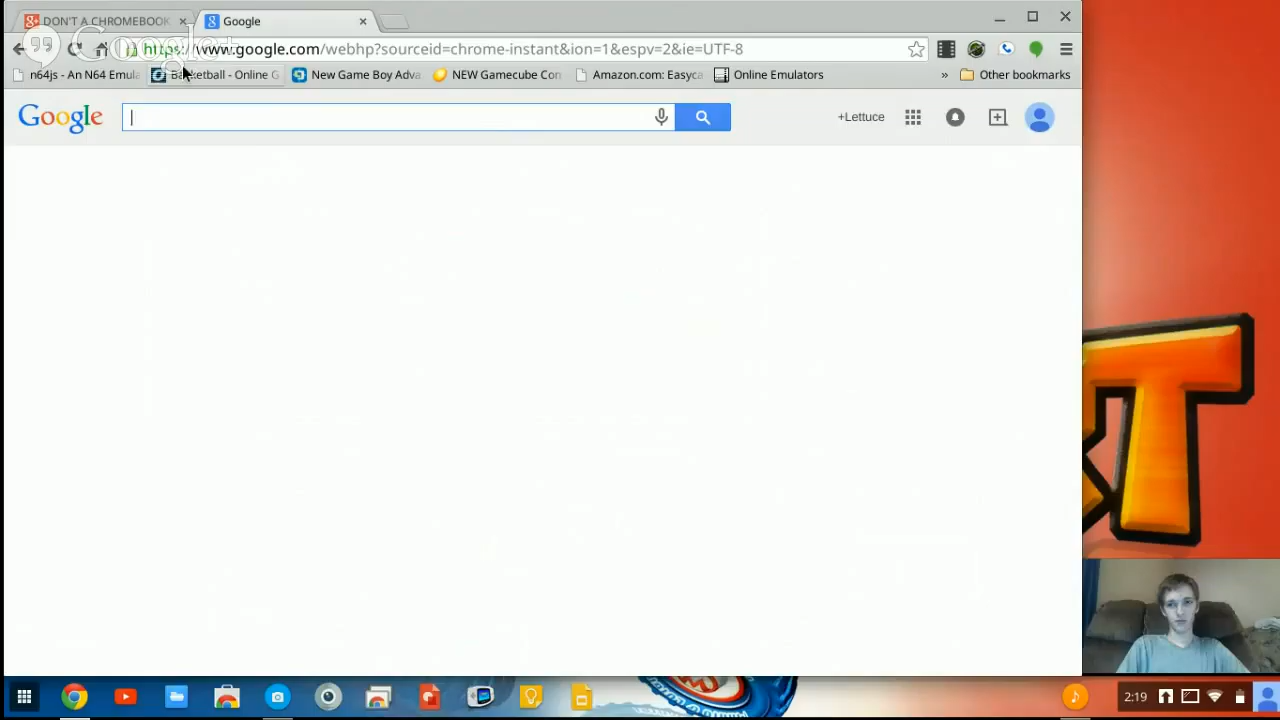 DON'T A CHROMEBOOK
Google
Google+
https://www.google.com/webhp?sourceid=chrome-instant&ion=1&espv=2&ie=UTF-8
n64js - An N64 Emula
Basketball - Online G
New Game Boy Adva
NEW Gamecube Con
Amazon.com: Easyca
Online Emulators
» Other bookmarks
Google
+Lettuce
2:19